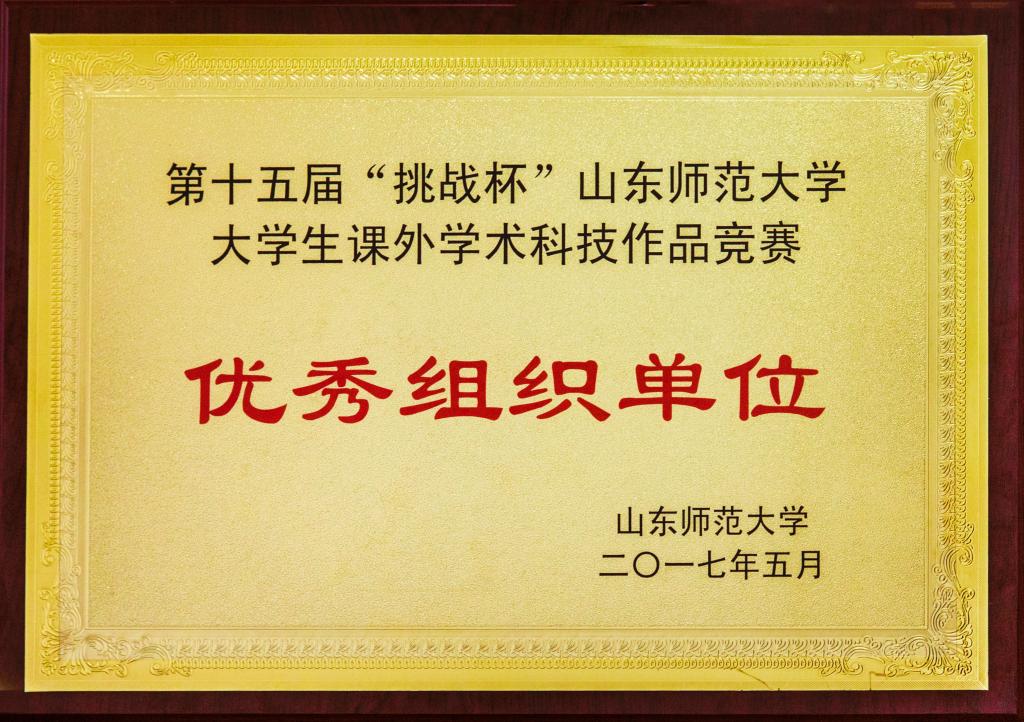 第十五届“挑战杯”山东师范大学
大学生课外学术科技作品竞赛
优秀组织单位
山东师范大学
二〇一七年五月